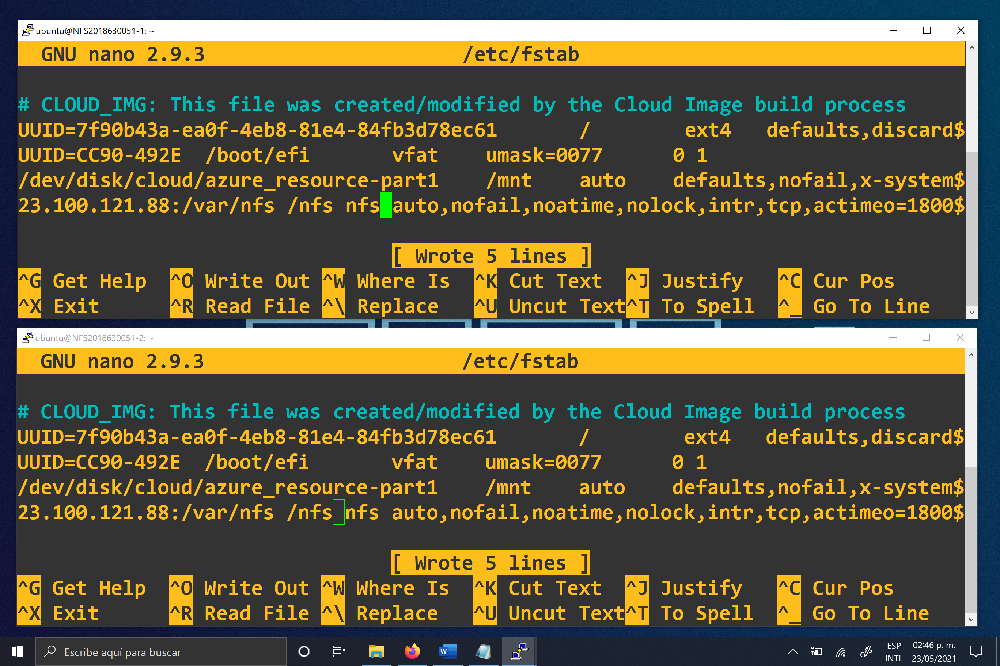 ubuntu@NFS2018630051-1: ~
GNU nano 2.9.3 /etc/fstab
# CLOUD_IMG: This file was created/modified by the Cloud Image build process
UUID=7f90b43a-ea0f-4eb8-81e4-84fb3d78ec61 / ext4 defaults,discard$
UUID=CC90-492E /boot/efi vfat umask=0077 0 1
/dev/disk/cloud/azure_resource-part1 /mnt auto defaults,nofail,x-system$
23.100.121.88:/var/nfs /nfs nfs auto,nofail,noatime,nolock,intr,tcp,actimeo=1800$
[ Wrote 5 lines ]
^G Get Help ^O Write Out ^W Where Is ^K Cut Text ^J Justify ^C Cur Pos
^X Exit ^R Read File ^\ Replace ^U Uncut Text ^T To Spell ^_ Go To Line
ubuntu@NFS2018630051-2: ~
GNU nano 2.9.3 /etc/fstab
# CLOUD_IMG: This file was created/modified by the Cloud Image build process
UUID=7f90b43a-ea0f-4eb8-81e4-84fb3d78ec61 / ext4 defaults,discard$
UUID=CC90-492E /boot/efi vfat umask=0077 0 1
/dev/disk/cloud/azure_resource-part1 /mnt auto defaults,nofail,x-system$
23.100.121.88:/var/nfs /nfs nfs auto,nofail,noatime,nolock,intr,tcp,actimeo=1800$
[ Wrote 5 lines ]
^G Get Help ^O Write Out ^W Where Is ^K Cut Text ^J Justify ^C Cur Pos
^X Exit ^R Read File ^\ Replace ^U Uncut Text ^T To Spell ^_ Go To Line
Escribe aquí para buscar
W
ESP
INTL
02:46 p. m.
23/05/2021